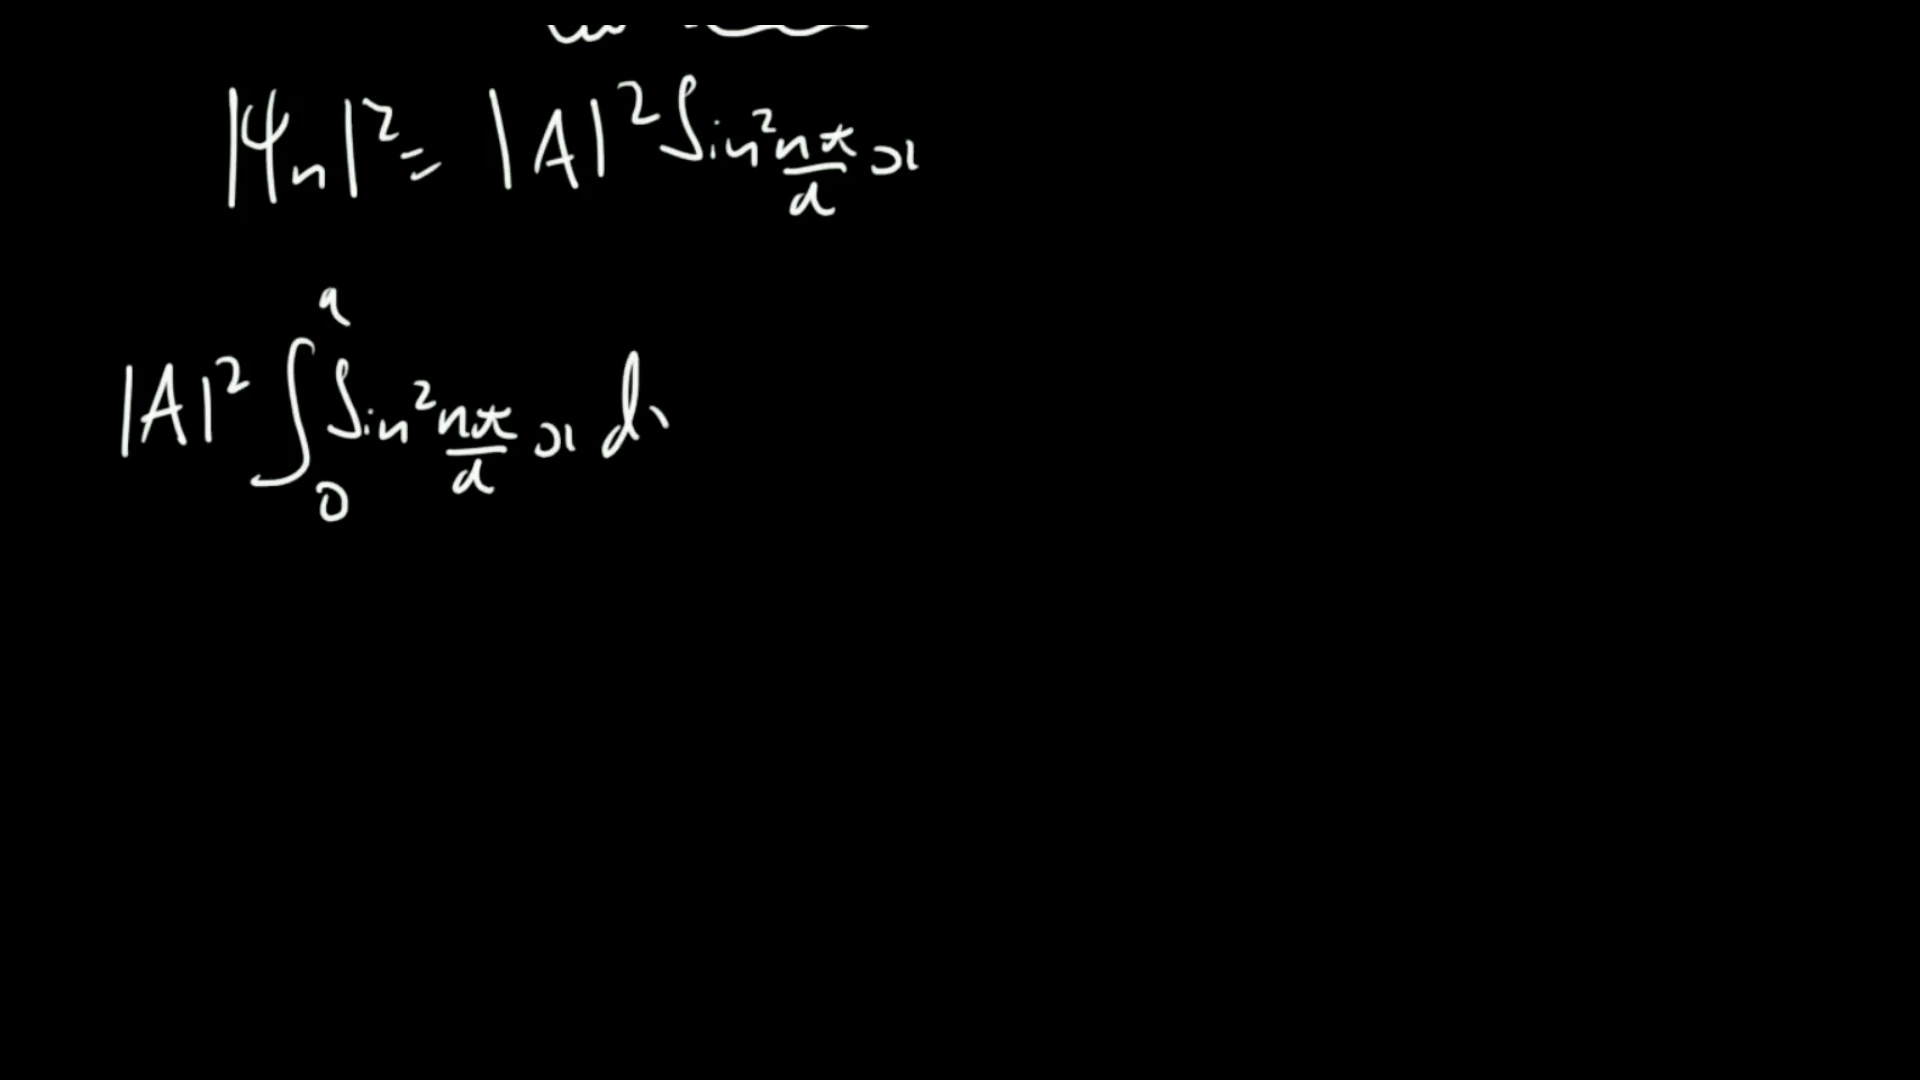 |ψₙ|² = |A|² Sin² nπ/a x
|A|² ∫₀ᵃ Sin² nπ/a x d